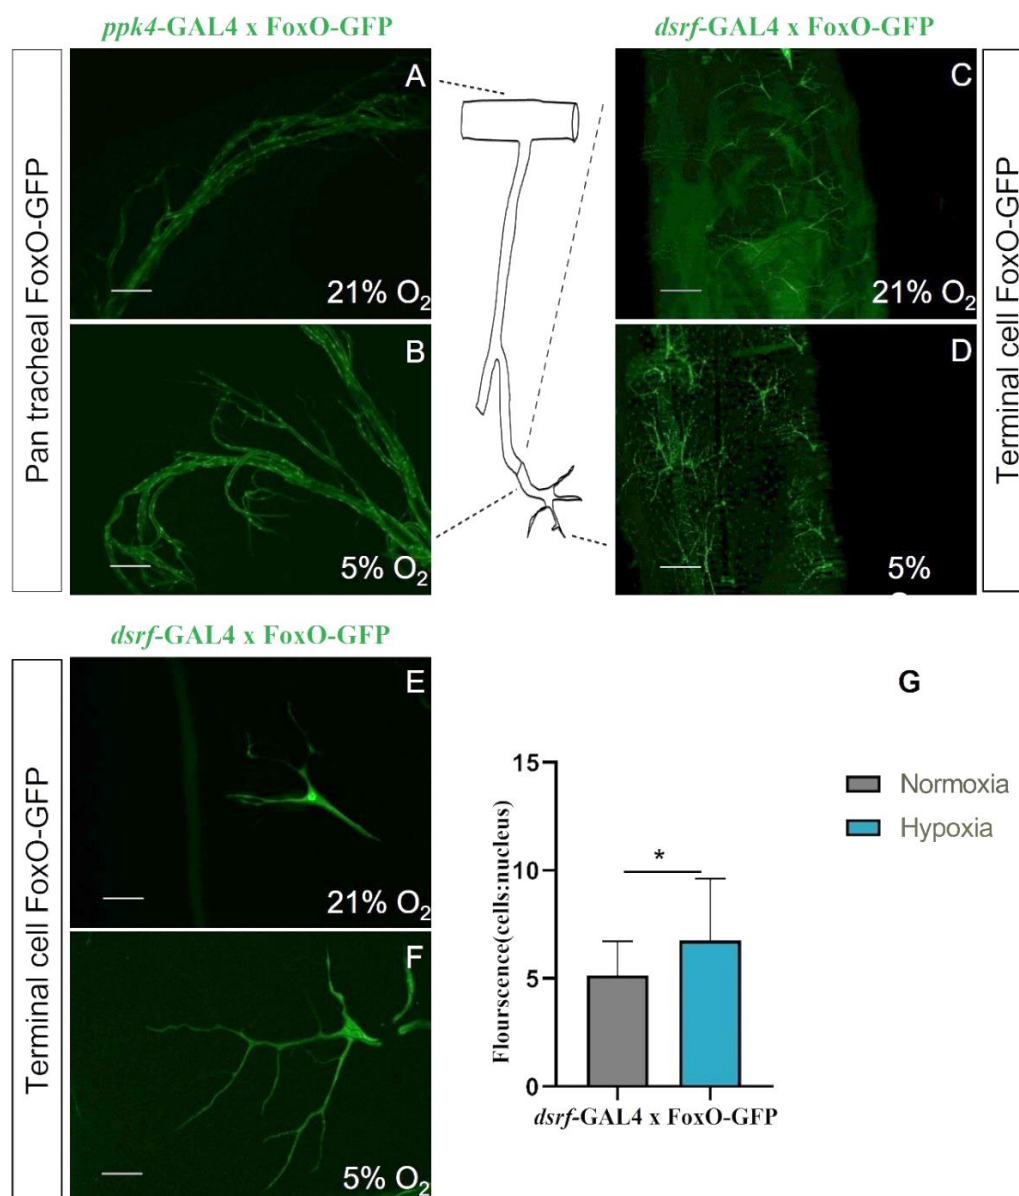 ppk4-GAL4 x FoxO-GFP
dsrf-GAL4 x FoxO-GFP
Pan tracheal FoxO-GFP
A
21% O₂
B
5% O₂
C
21% O₂
D
5%
Terminal cell FoxO-GFP
dsrf-GAL4 x FoxO-GFP
Terminal cell FoxO-GFP
E
21% O₂
F
5% O₂
G
Flourscence(cells:nucleus)
15
10
5
0
*
dsrf-GAL4 x FoxO-GFP
Normoxia
Hypoxia